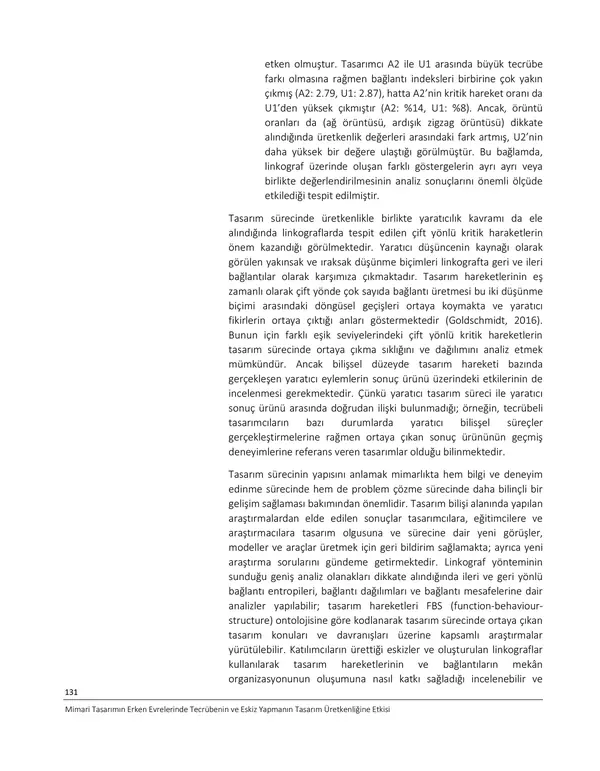 etken olmuştur. Tasarımcı A2 ile U1 arasında büyük tecrübe
farkı olmasına rağmen bağlantı indeksleri birbirine çok yakın
çıkmış (A2: 2.79, U1: 2.87), hatta A2’nin kritik hareket oranı da
U1’den yüksek çıkmıştır (A2: %14, U1: %8). Ancak, örüntü
oranları da (ağ örüntüsü, ardışık zigzag örüntüsü) dikkate
alındığında üretkenlik değerleri arasındaki fark artmış, U2’nin
daha yüksek bir değere ulaştığı görülmüştür. Bu bağlamda,
linkograf üzerinde oluşan farklı göstergelerin ayrı ayrı veya
birlikte değerlendirilmesinin analiz sonuçlarını önemli ölçüde
etkilediği tespit edilmiştir.
Tasarım sürecinde üretkenlikle birlikte yaratıcılık kavramı da ele
alındığında linkograflarda tespit edilen çift yönlü kritik haraketlerin
önem kazandığı görülmektedir. Yaratıcı düşüncenin kaynağı olarak
görülen yakınsak ve ıraksak düşünme biçimleri linkografta geri ve ileri
bağlantılar olarak karşımıza çıkmaktadır. Tasarım hareketlerinin eş
zamanlı olarak çift yönde çok sayıda bağlantı üretmesi bu iki düşünme
biçimi arasındaki döngüsel geçişleri ortaya koymakta ve yaratıcı
fikirlerin ortaya çıktığı anları göstermektedir (Goldschmidt, 2016).
Bunun için farklı eşik seviyelerindeki çift yönlü kritik hareketlerin
tasarım sürecinde ortaya çıkma sıklığını ve dağılımını analiz etmek
mümkündür. Ancak bilişsel düzeyde tasarım hareketi bazında
gerçekleşen yaratıcı eylemlerin sonuç ürünü üzerindeki etkilerinin de
incelenmesi gerekmektedir. Çünkü yaratıcı tasarım süreci ile yaratıcı
sonuç ürünü arasında doğrudan ilişki bulunmadığı; örneğin, tecrübeli
tasarımcıların bazı durumlarda yaratıcı bilişsel süreçler
gerçekleştirmelerine rağmen ortaya çıkan sonuç ürününün geçmiş
deneyimlerine referans veren tasarımlar olduğu bilinmektedir.
Tasarım sürecinin yapısını anlamak mimarlıkta hem bilgi ve deneyim
edinme sürecinde hem de problem çözme sürecinde daha bilinçli bir
gelişim sağlaması bakımından önemlidir. Tasarım bilişi alanında yapılan
araştırmalardan elde edilen sonuçlar tasarımcılara, eğitimcilere ve
araştırmacılara tasarım olgusuna ve sürecine dair yeni görüşler,
modeller ve araçlar üretmek için geri bildirim sağlamakta; ayrıca yeni
araştırma sorularını gündeme getirmektedir. Linkograf yönteminin
sunduğu geniş analiz olanakları dikkate alındığında ileri ve geri yönlü
bağlantı entropileri, bağlantı dağılımları ve bağlantı mesafelerine dair
analizler yapılabilir; tasarım hareketleri FBS (function-behaviour-
structure) ontolojisine göre kodlanarak tasarım sürecinde ortaya çıkan
tasarım konuları ve davranışları üzerine kapsamlı araştırmalar
yürütülebilir. Katılımcıların ürettiği eskizler ve oluşturulan linkograflar
kullanılarak tasarım hareketlerinin ve bağlantıların mekân
organizasyonunun oluşumuna nasıl katkı sağladığı incelenebilir ve
131
Mimari Tasarımın Erken Evrelerinde Tecrübenin ve Eskiz Yapmanın Tasarım Üretkenliğine Etkisi